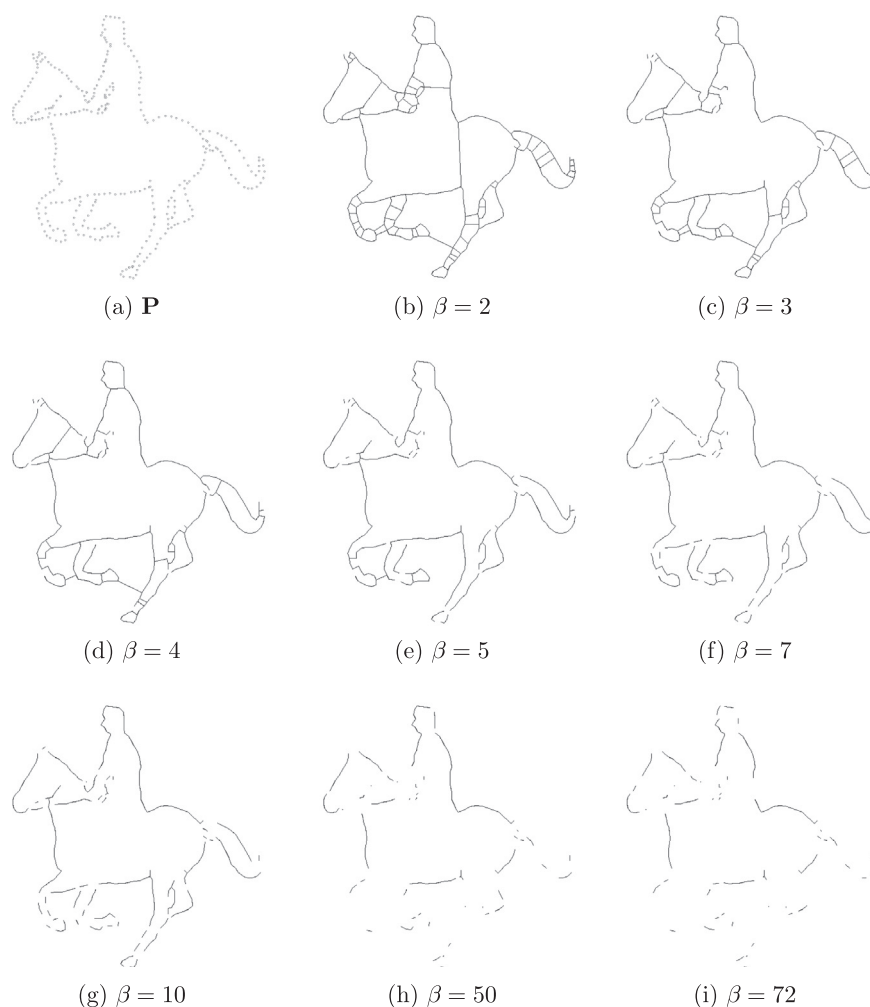 (a) P
(b) β = 2
(c) β = 3
(d) β = 4
(e) β = 5
(f) β = 7
(g) β = 10
(h) β = 50
(i) β = 72